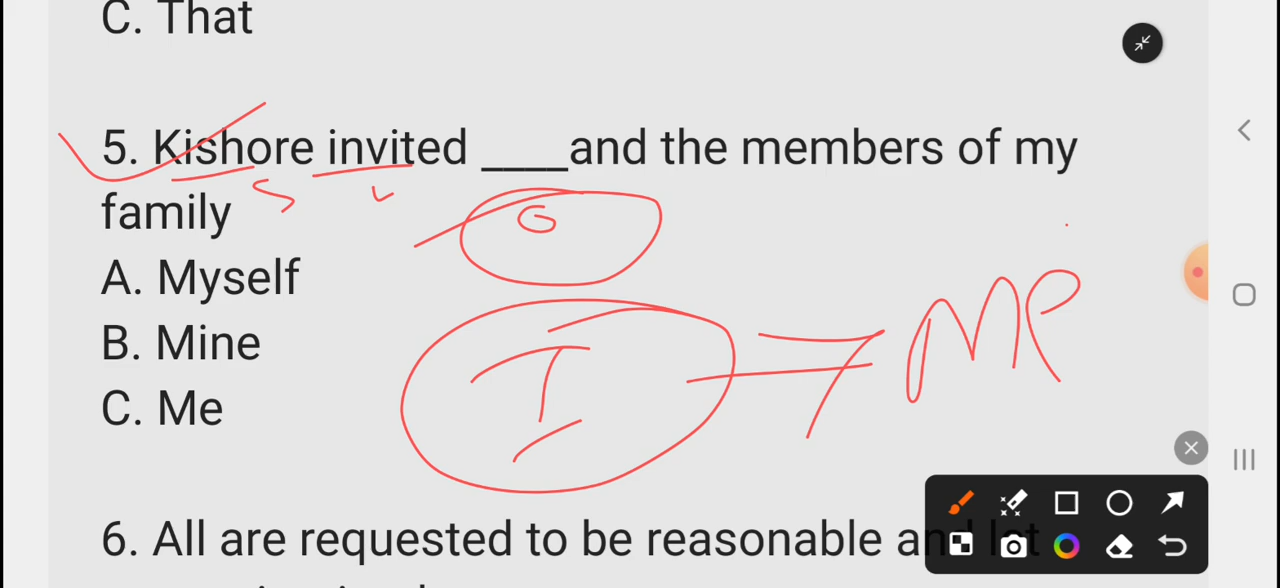 C. That
5. Kishore invited ____and the members of my
family
S V
O
A. Myself
B. Mine
I Me
C. Me
6. All are requested to be reasonable and let